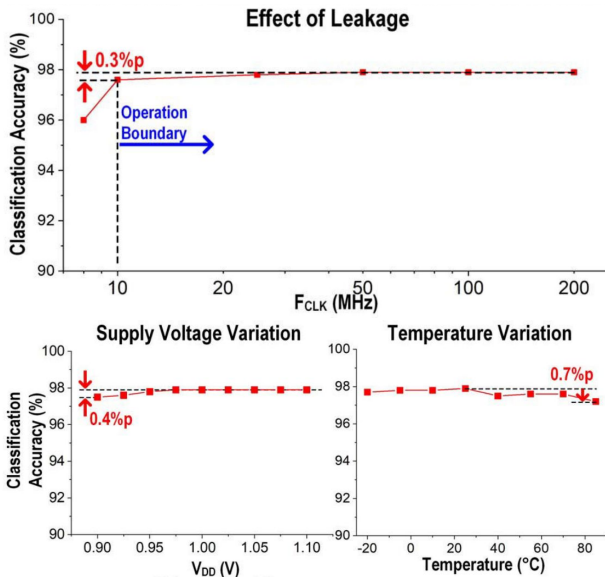 Effect of Leakage
Classification Accuracy (%)
100
98
96
94
92
90
0.3%p
Operation
Boundary
10
20
50
100
200
FCLK (MHz)
Supply Voltage Variation
Classification
Accuracy (%)
100
98
96
94
92
90
0.4%p
0.90
0.95
1.00
1.05
1.10
VDD (V)
Temperature Variation
100
98
96
94
92
90
0.7%p
-20
0
20
40
60
80
Temperature (°C)